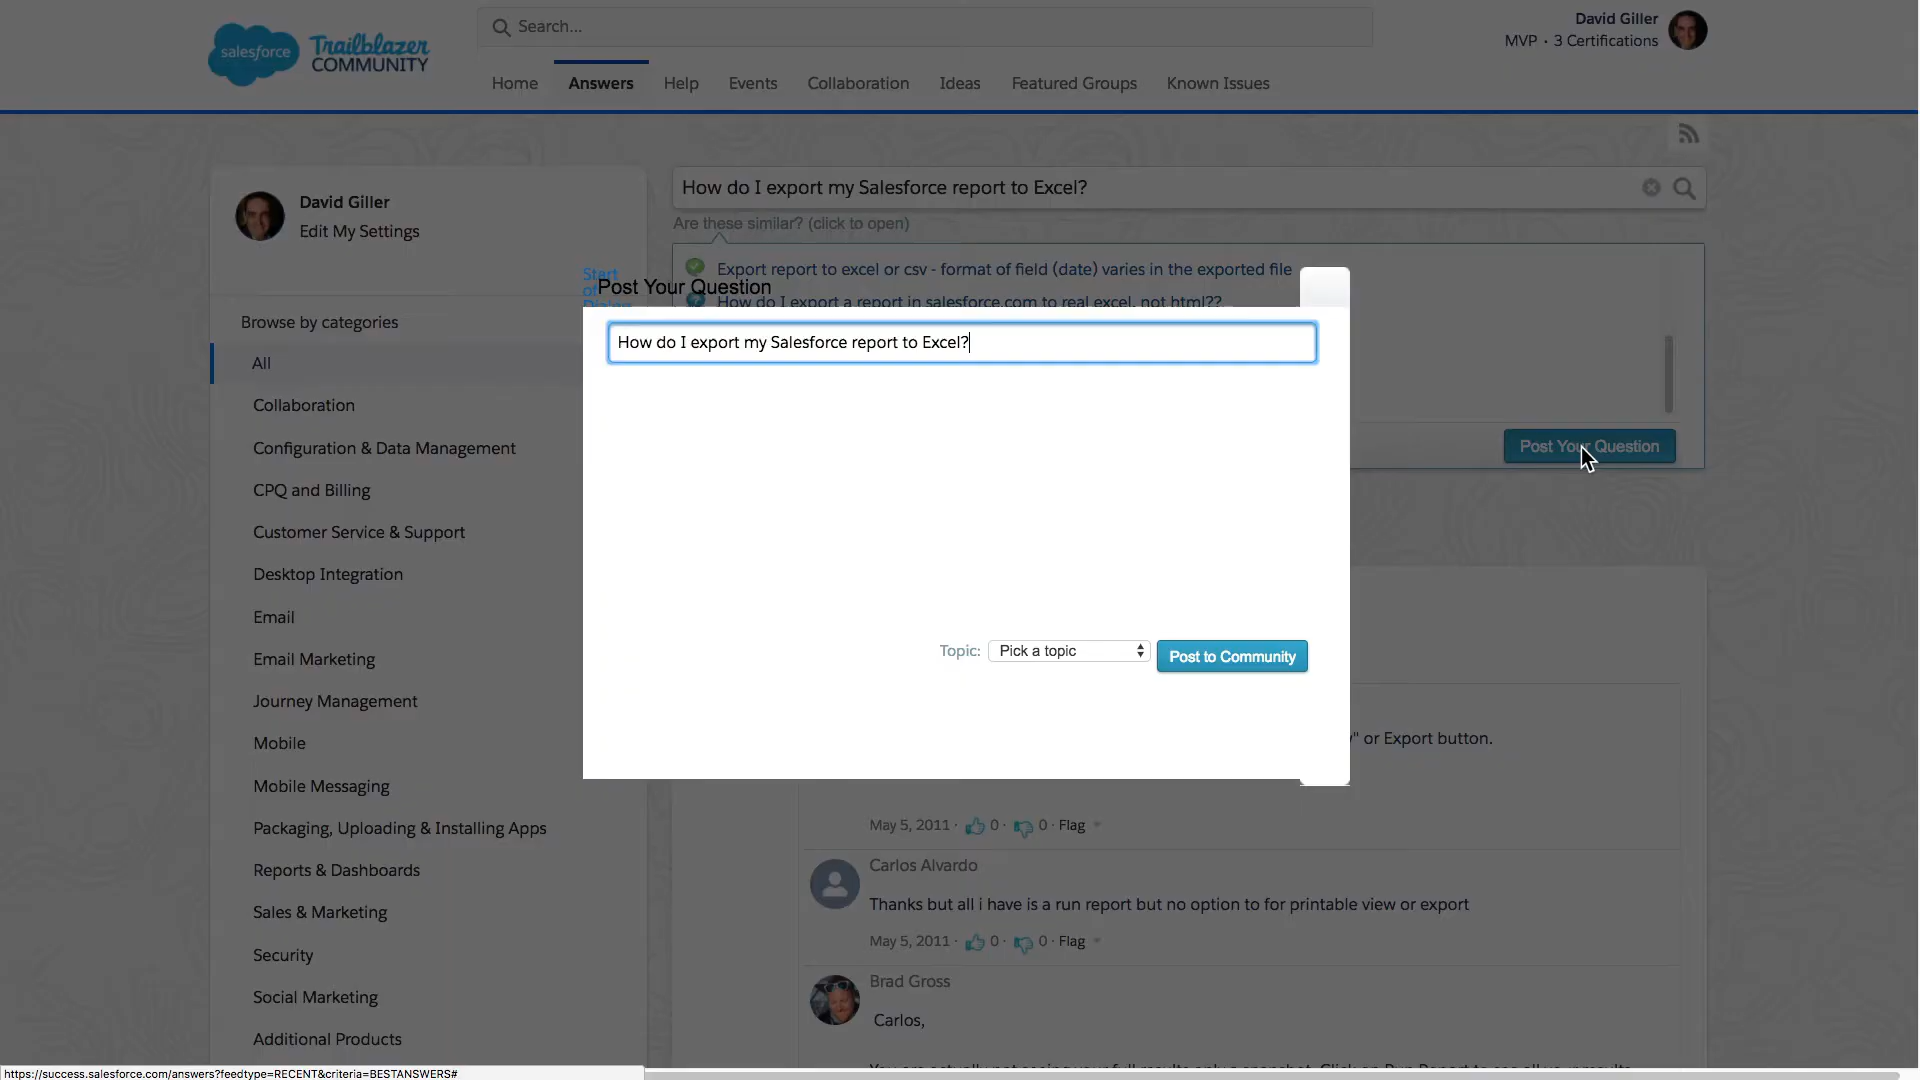 salesforce
Trailblazer
COMMUNITY
Search...
David Giller
MVP · 3 Certifications
Home
Answers
Help
Events
Collaboration
Ideas
Featured Groups
Known Issues
David Giller
Edit My Settings
Browse by categories
All
Collaboration
Configuration & Data Management
CPQ and Billing
Customer Service & Support
Desktop Integration
Email
Email Marketing
Journey Management
Mobile
Mobile Messaging
Packaging, Uploading & Installing Apps
Reports & Dashboards
Sales & Marketing
Security
Social Marketing
Additional Products
How do I export my Salesforce report to Excel?
Are these similar? (click to open)
Export report to excel or csv - format of field (date) varies in the exported file
How do I export a report in salesforce.com to real excel, not html??
Post Your Question
Start
of
Dialog
Post Your Question
How do I export my Salesforce report to Excel?
Topic:
Pick a topic
Post to Community
" or Export button.
May 5, 2011 · 0 · 0 · Flag
Carlos Alvardo
Thanks but all i have is a run report but no option to for printable view or export
May 5, 2011 · 0 · 0 · Flag
Brad Gross
Carlos,
https://success.salesforce.com/answers?feedtype=RECENT&criteria=BESTANSWERS#